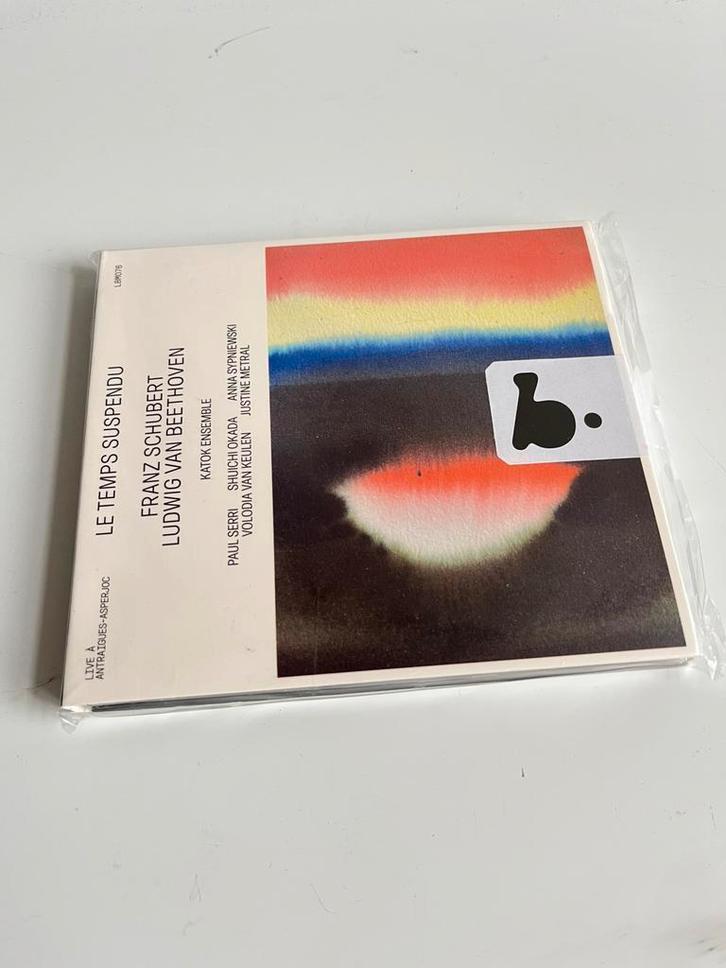 LE TEMPS SUSPENDU
FRANZ SCHUBERT
LUDWIG VAN BEETHOVEN
KATOK ENSEMBLE
PAUL SERRI SHUICHI OKADA ANNA SYPNIEWSKI
VOLODIA VAN KEULEN JUSTINE METRAL
LIVE À
ANTRAIGUES-ASPERJOC
LBM076
b.